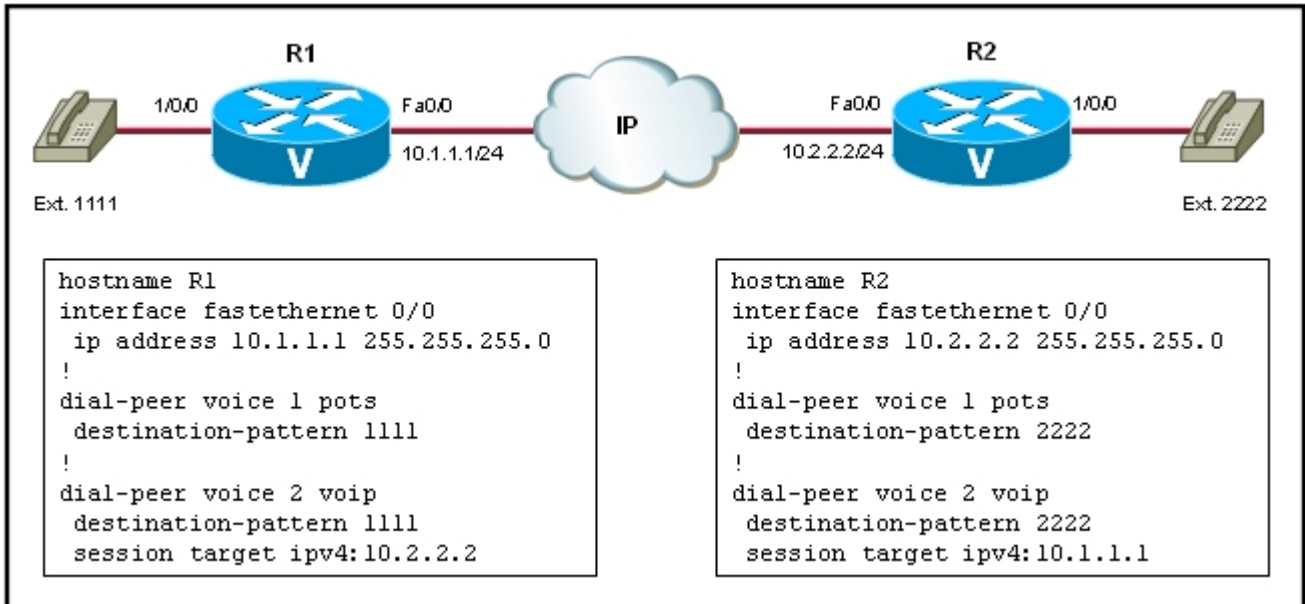 R1
R2
1/0/0
Fa0/0
IP
Fa0/0
1/0/0
10.1.1.1/24
10.2.2.2/24
V
V
Ext. 1111
Ext. 2222
hostname R1
interface fastethernet 0/0
ip address 10.1.1.1 255.255.255.0
!
dial-peer voice 1 pots
destination-pattern 1111
!
dial-peer voice 2 voip
destination-pattern 1111
session target ipv4:10.2.2.2
hostname R2
interface fastethernet 0/0
ip address 10.2.2.2 255.255.255.0
!
dial-peer voice 1 pots
destination-pattern 2222
!
dial-peer voice 2 voip
destination-pattern 2222
session target ipv4:10.1.1.1